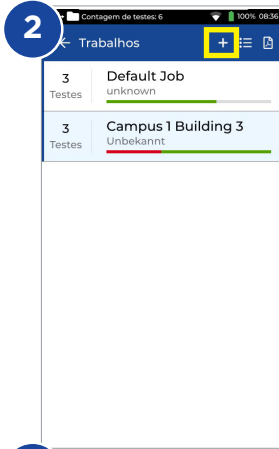 2
Contagem de testes: 6 100% 08:36
← Trabalhos +
3 Default Job
Testes unknown
3 Campus 1 Building 3
Testes Unbekannt